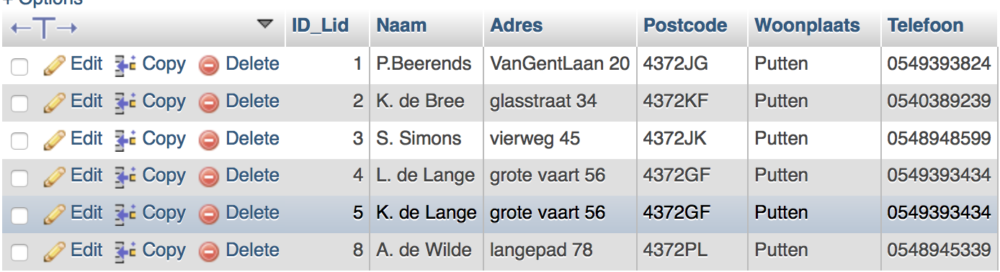 + Options
←T→ ID_Lid Naam Adres Postcode Woonplaats Telefoon
Edit Copy Delete 1 P.Beerends VanGentLaan 20 4372JG Putten 0549393824
Edit Copy Delete 2 K. de Bree glasstraat 34 4372KF Putten 0540389239
Edit Copy Delete 3 S. Simons vierweg 45 4372JK Putten 0548948599
Edit Copy Delete 4 L. de Lange grote vaart 56 4372GF Putten 0549393434
Edit Copy Delete 5 K. de Lange grote vaart 56 4372GF Putten 0549393434
Edit Copy Delete 8 A. de Wilde langepad 78 4372PL Putten 0548945339